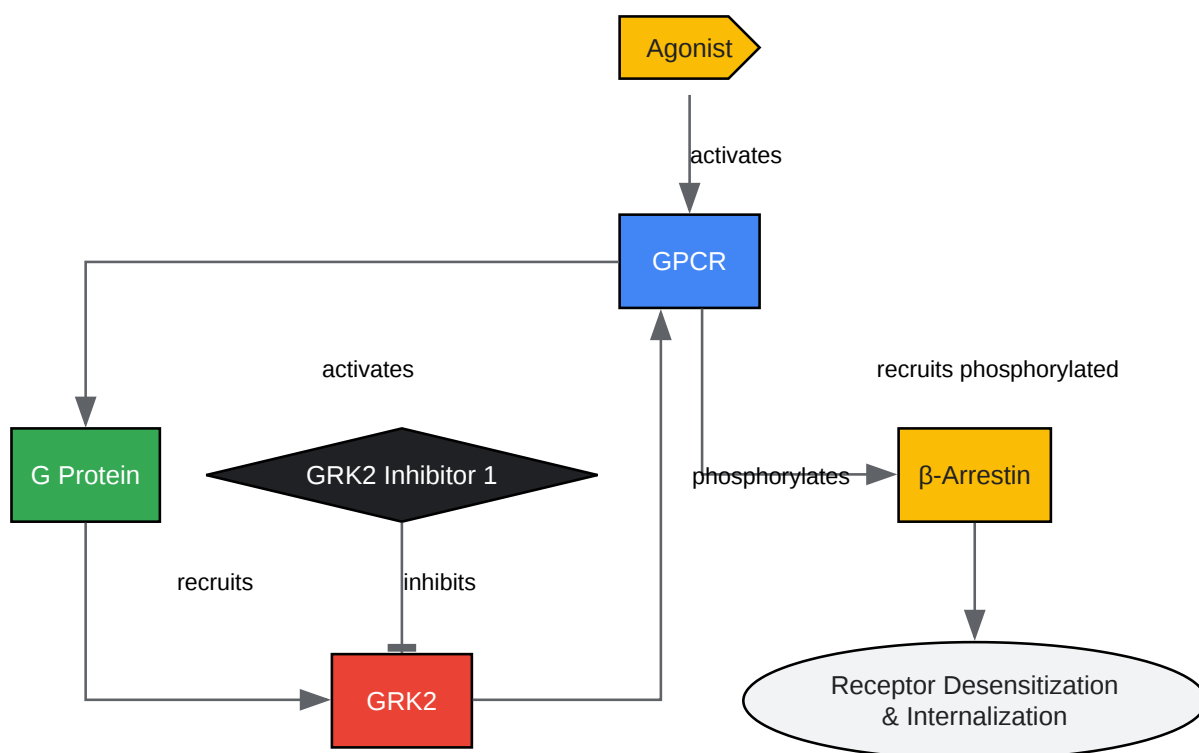 Agonist
activates
GPCR
activates
recruits phosphorylated
G Protein
GRK2 Inhibitor 1
phosphorylates
β-Arrestin
recruits
inhibits
GRK2
Receptor Desensitization
& Internalization